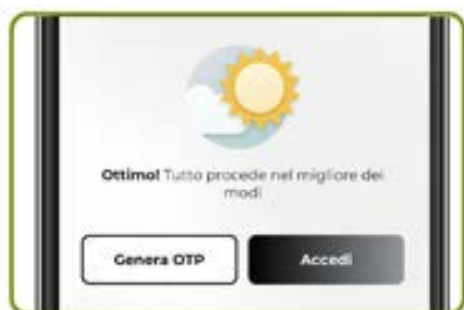 Ottimo! Tutto procede nel migliore dei
modi
Genera OTP
Accedi